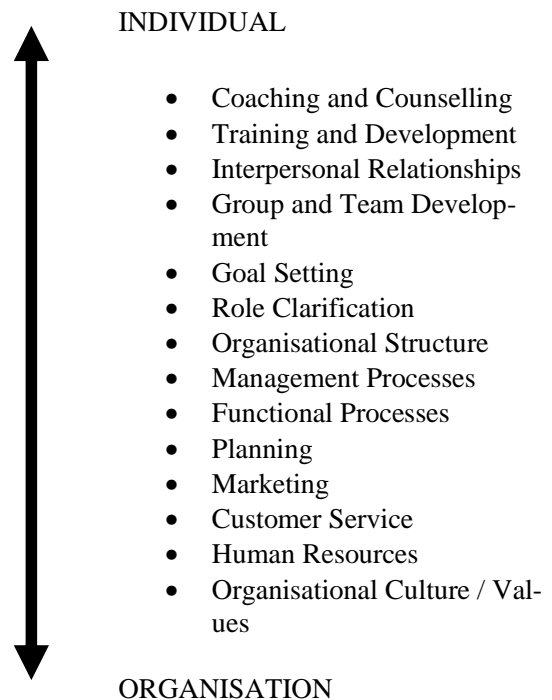 INDIVIDUAL
• Coaching and Counselling
• Training and Development
• Interpersonal Relationships
• Group and Team Develop-
ment
• Goal Setting
• Role Clarification
• Organisational Structure
• Management Processes
• Functional Processes
• Planning
• Marketing
• Customer Service
• Human Resources
• Organisational Culture / Val-
ues
ORGANISATION